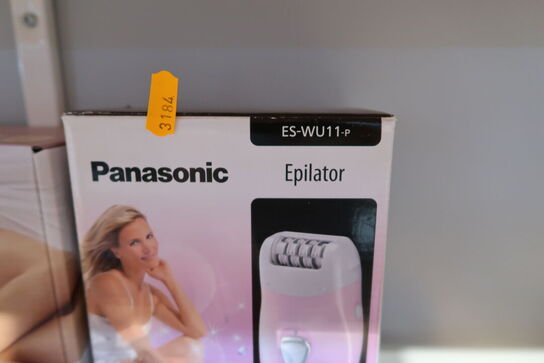 3184
ES-WU11-P
Panasonic
Epilator